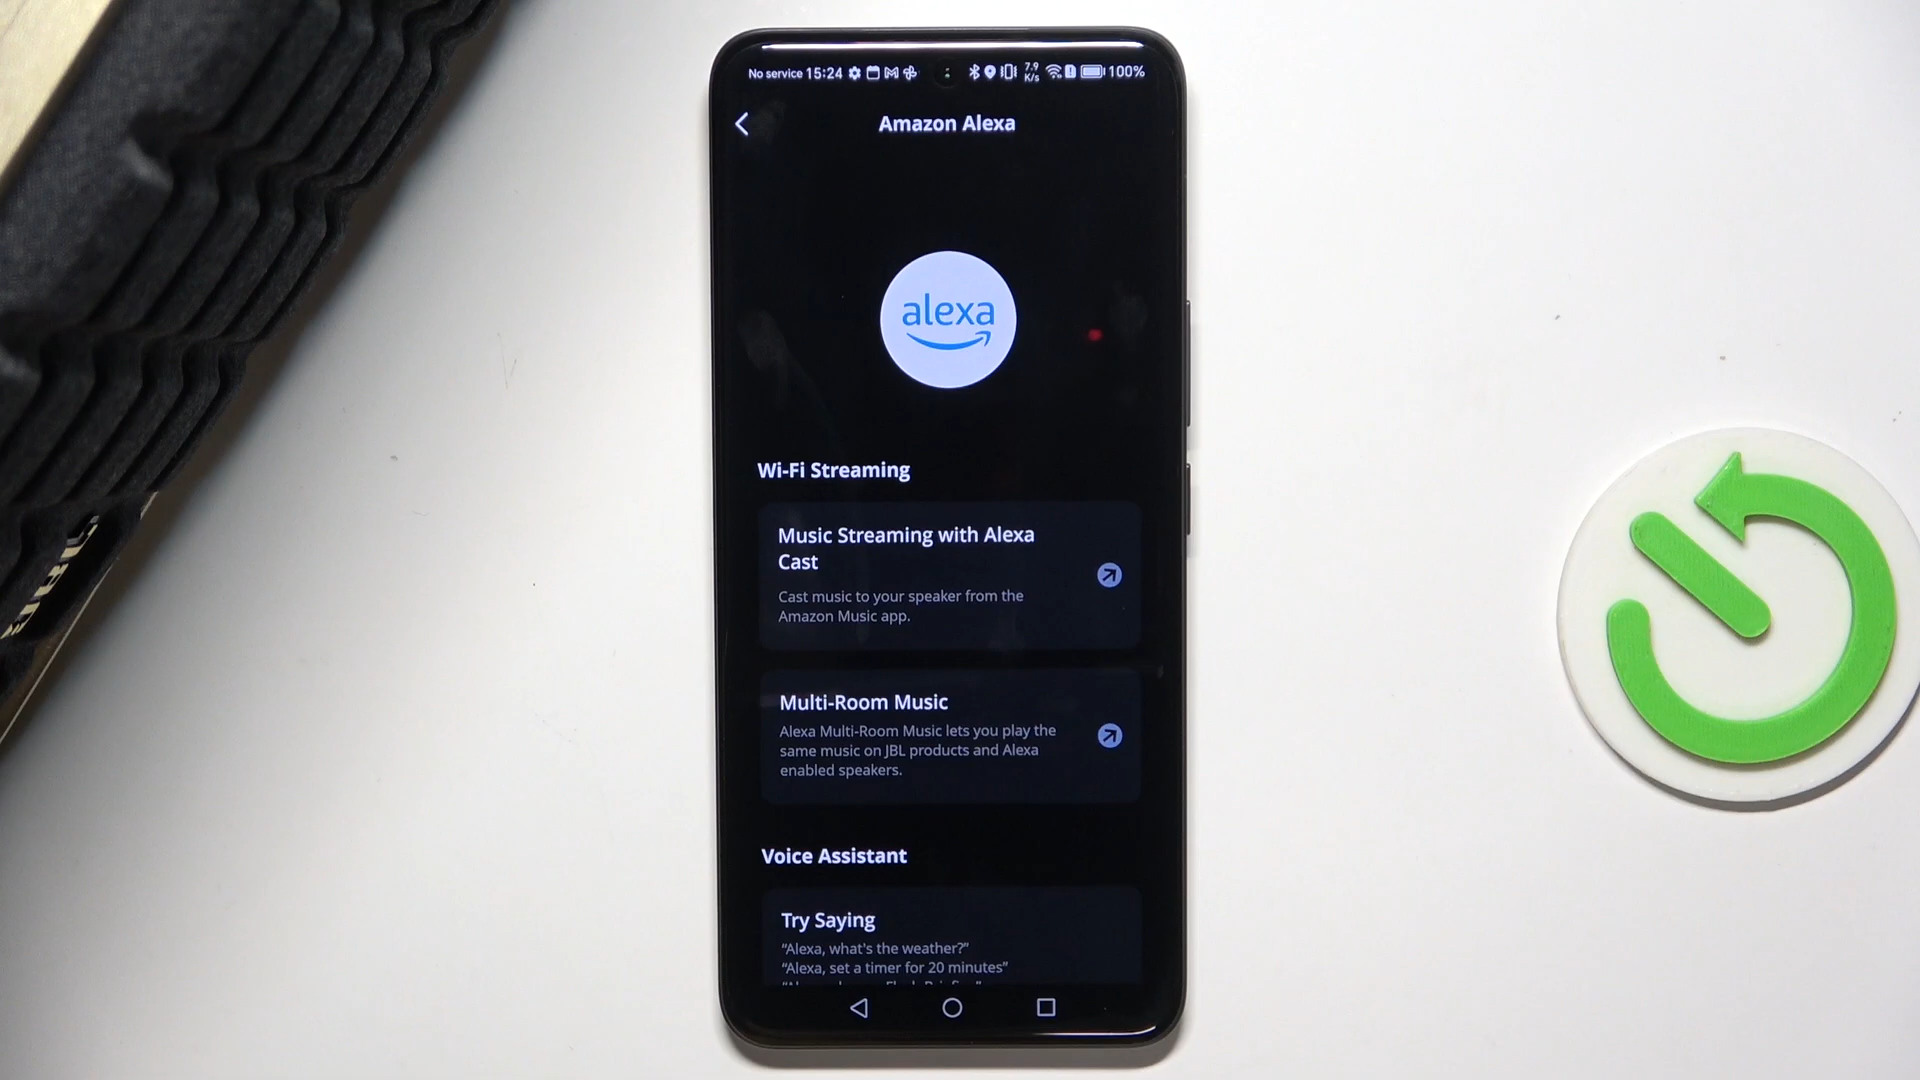 No service 15:24 7.9 K/s 100%
Amazon Alexa
alexa
Wi-Fi Streaming
Music Streaming with Alexa
Cast
Cast music to your speaker from the
Amazon Music app.
Multi-Room Music
Alexa Multi-Room Music lets you play the
same music on JBL products and Alexa
enabled speakers.
Voice Assistant
Try Saying
“Alexa, what's the weather?”
“Alexa, set a timer for 20 minutes”